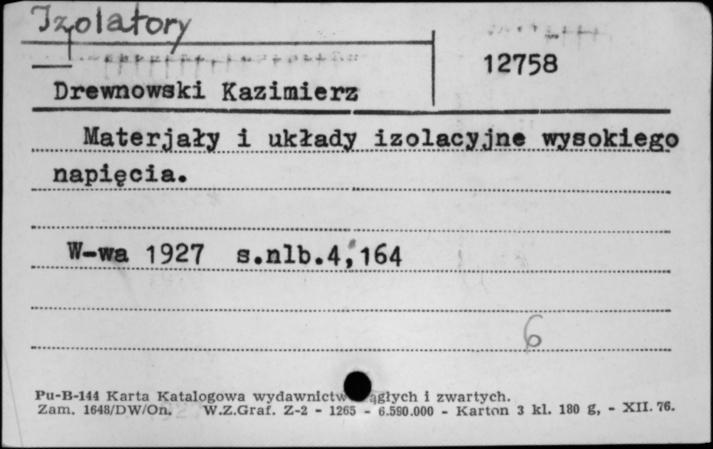 Izolatory
12758
Drewnowski Kazimierz
Materjały i układy izolacyjne wysokiego
napięcia.
W-wa 1927 s.nlb.4,164
6
Pu-B-144 Karta Katalogowa wydawnictw ągłych i zwartych.
Zam. 1648/DW/On. W.Z.Graf. Z-2 - 1265 - 6.590.000 - Karton 3 kl. 180 g, - XII. 76.